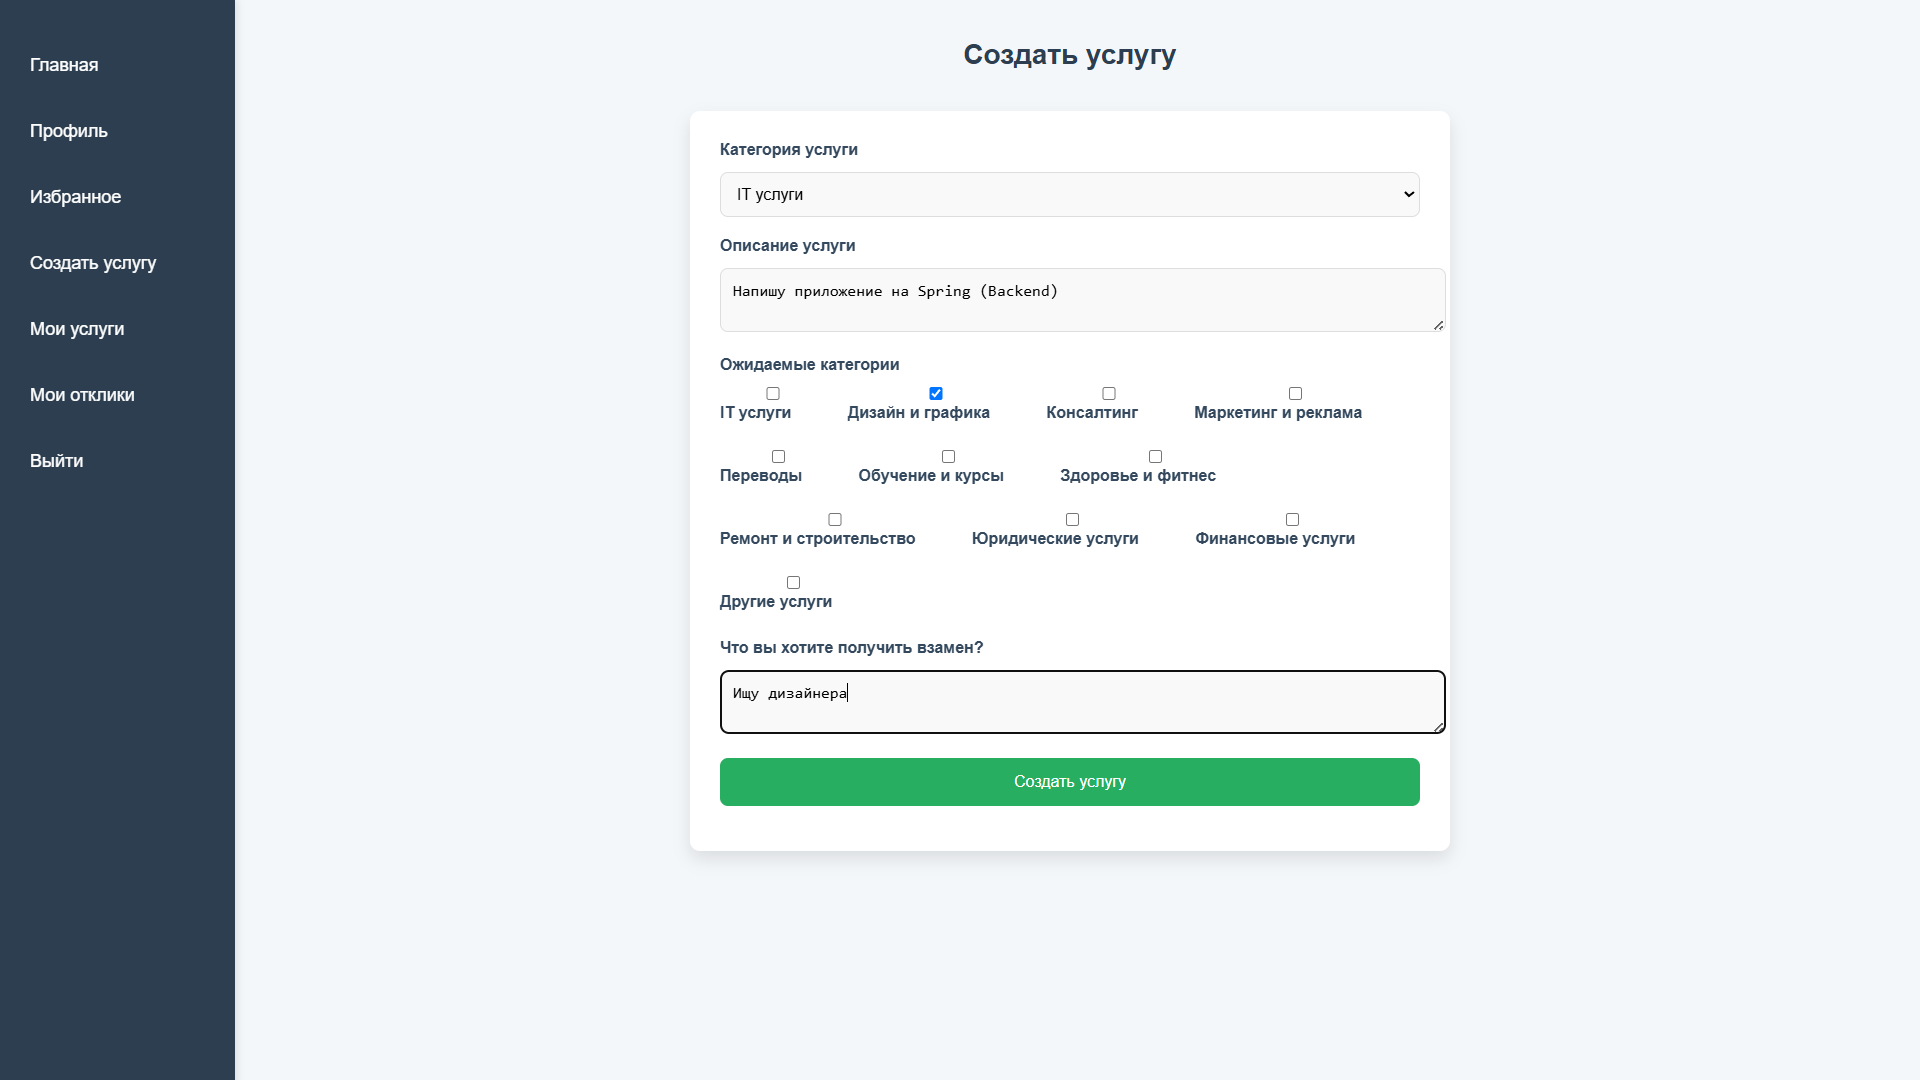 Главная
Профиль
Избранное
Создать услугу
Мои услуги
Мои отклики
Выйти
Создать услугу
Категория услуги
IT услуги
Описание услуги
Напишу приложение на Spring (Backend)
Ожидаемые категории
IT услуги Дизайн и графика Консалтинг Маркетинг и реклама
Переводы Обучение и курсы Здоровье и фитнес
Ремонт и строительство Юридические услуги Финансовые услуги
Другие услуги
Что вы хотите получить взамен?
Ищу дизайнера
Создать услугу